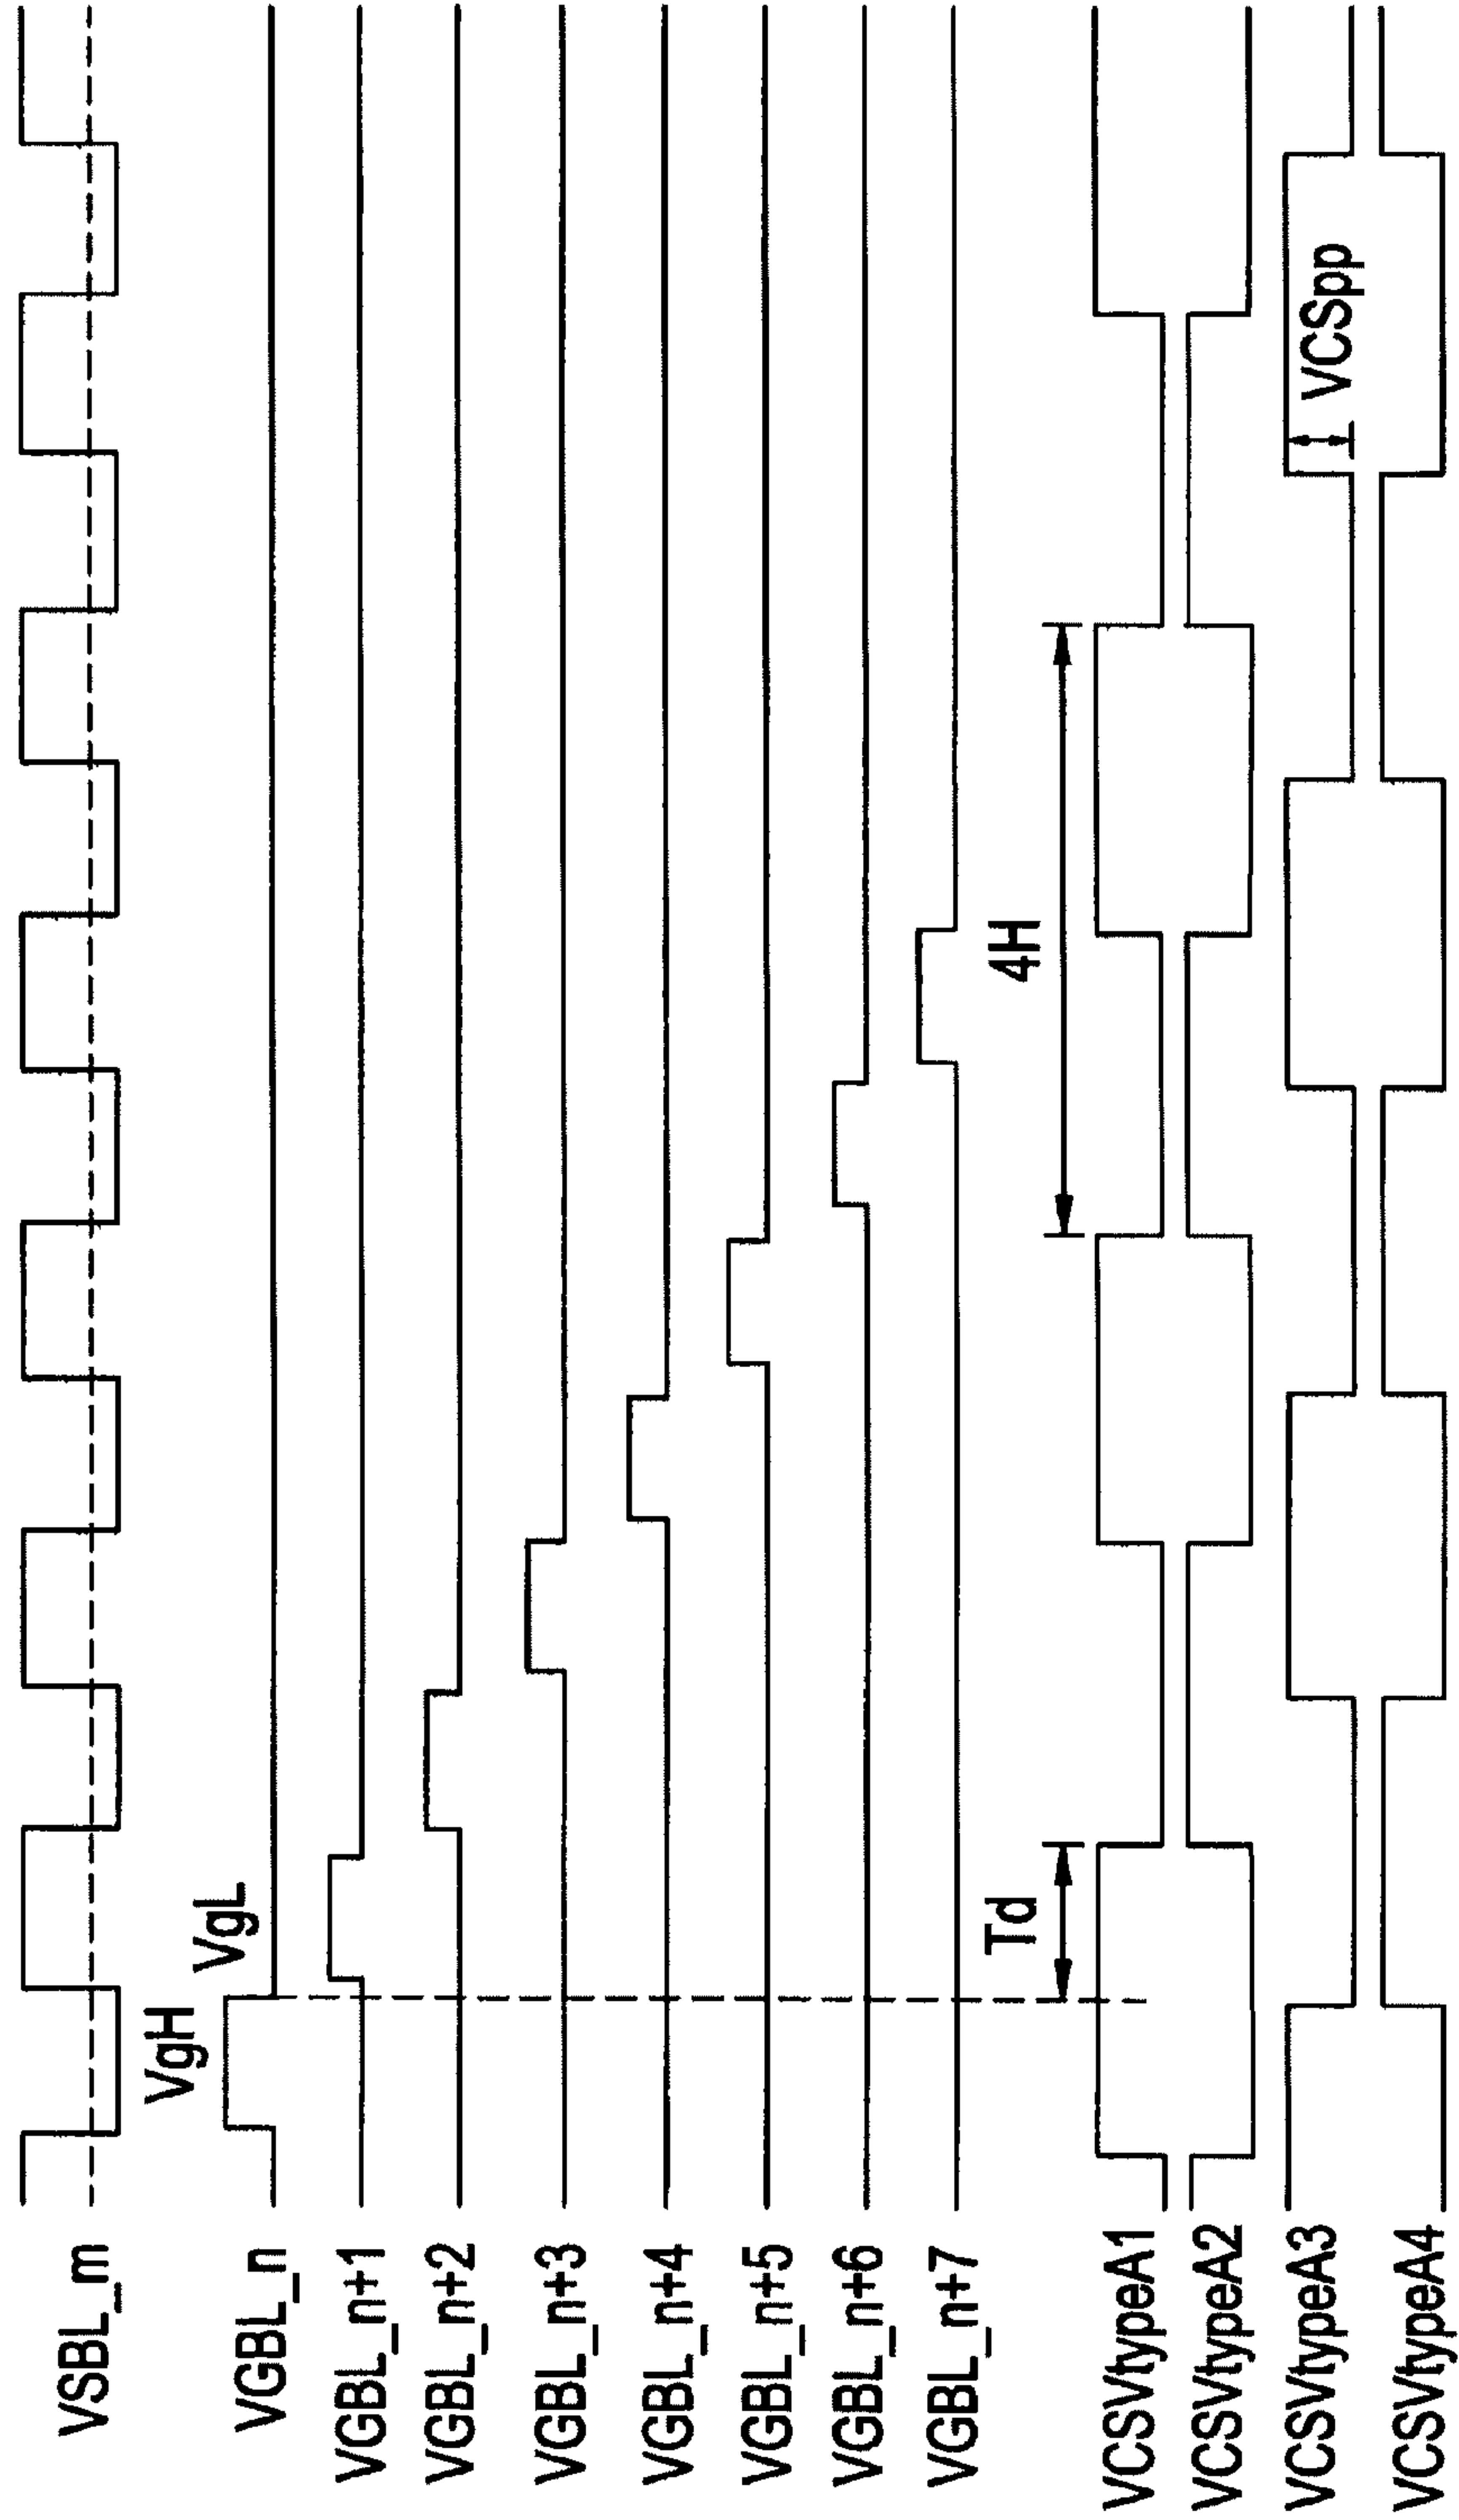 VSBL_m
VgH
VgL
VGBL_n
VGBL_n+1
VGBL_n+2
VGBL_n+3
VGBL_n+4
VGBL_n+5
VGBL_n+6
VGBL_n+7
Td
4H
VCSVtypeA1
VCSVtypeA2
VCSVtypeA3
VCSpp
VCSVtypeA4